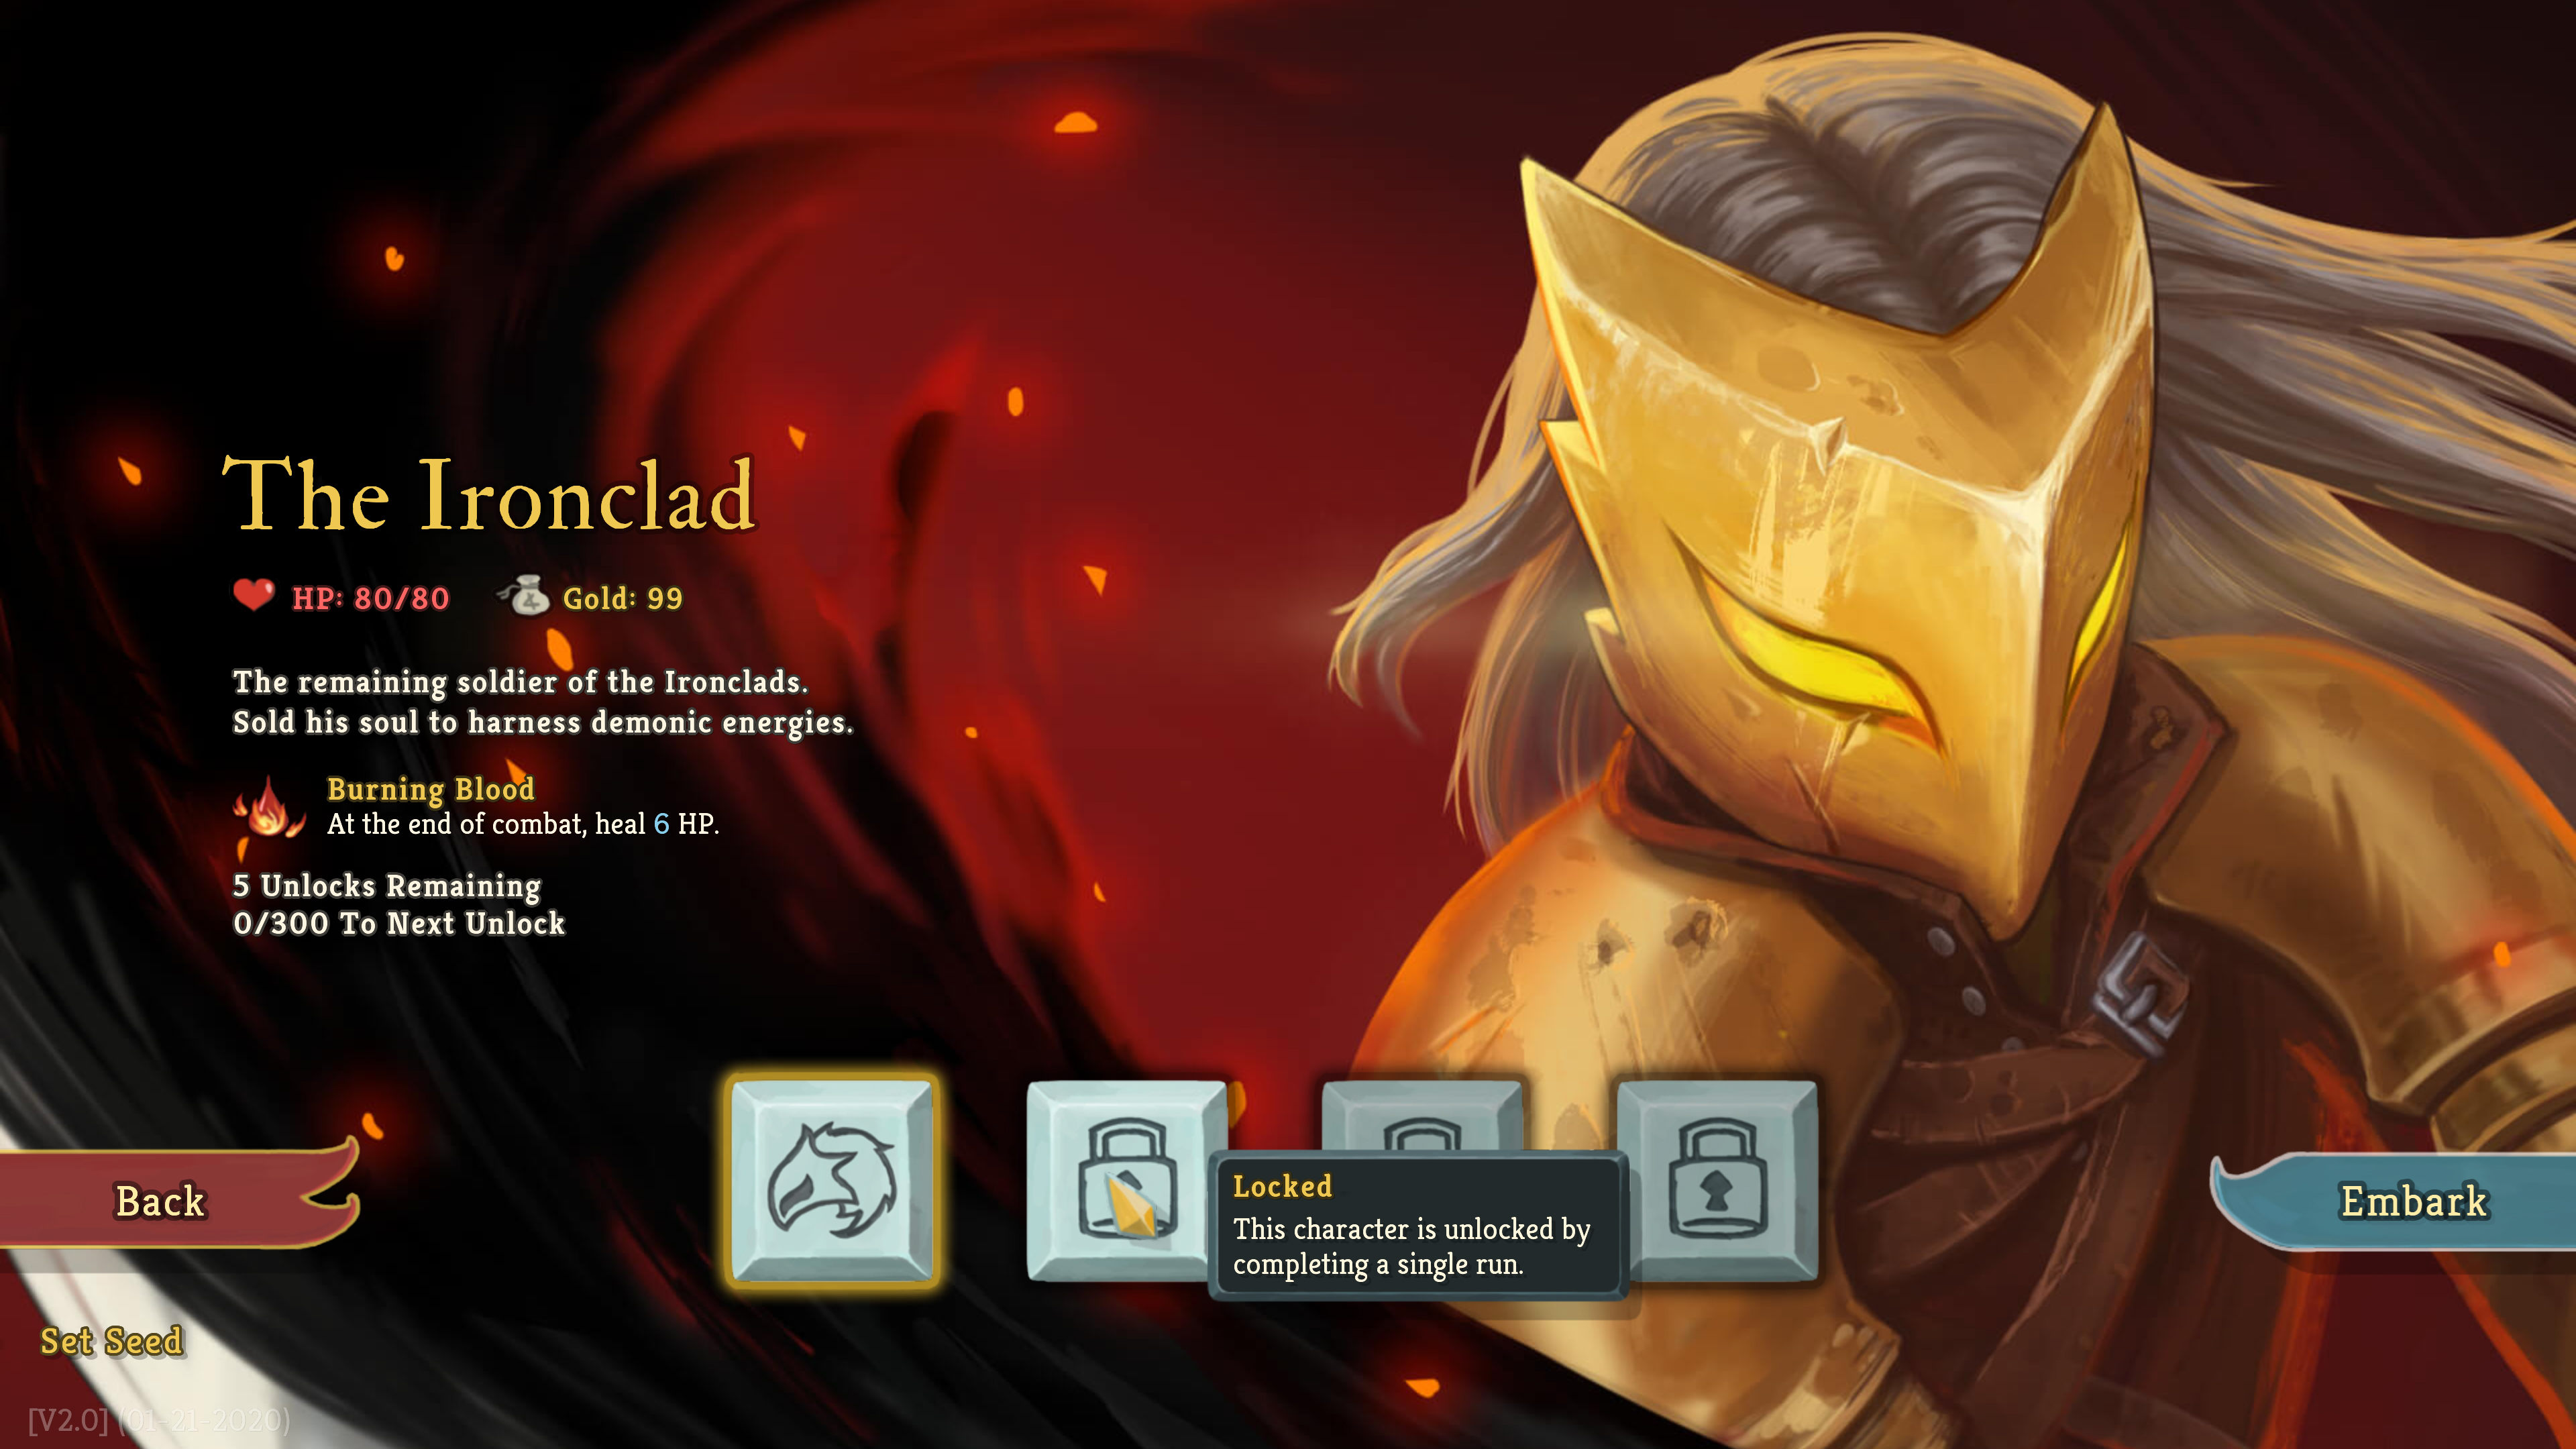 The Ironclad
HP: 80/80 Gold: 99
The remaining soldier of the Ironclads.
Sold his soul to harness demonic energies.
Burning Blood
At the end of combat, heal 6 HP.
5 Unlocks Remaining
0/300 To Next Unlock
Back
Locked
This character is unlocked by
completing a single run.
Embark
Set Seed
[V2.0] (01-21-2020)